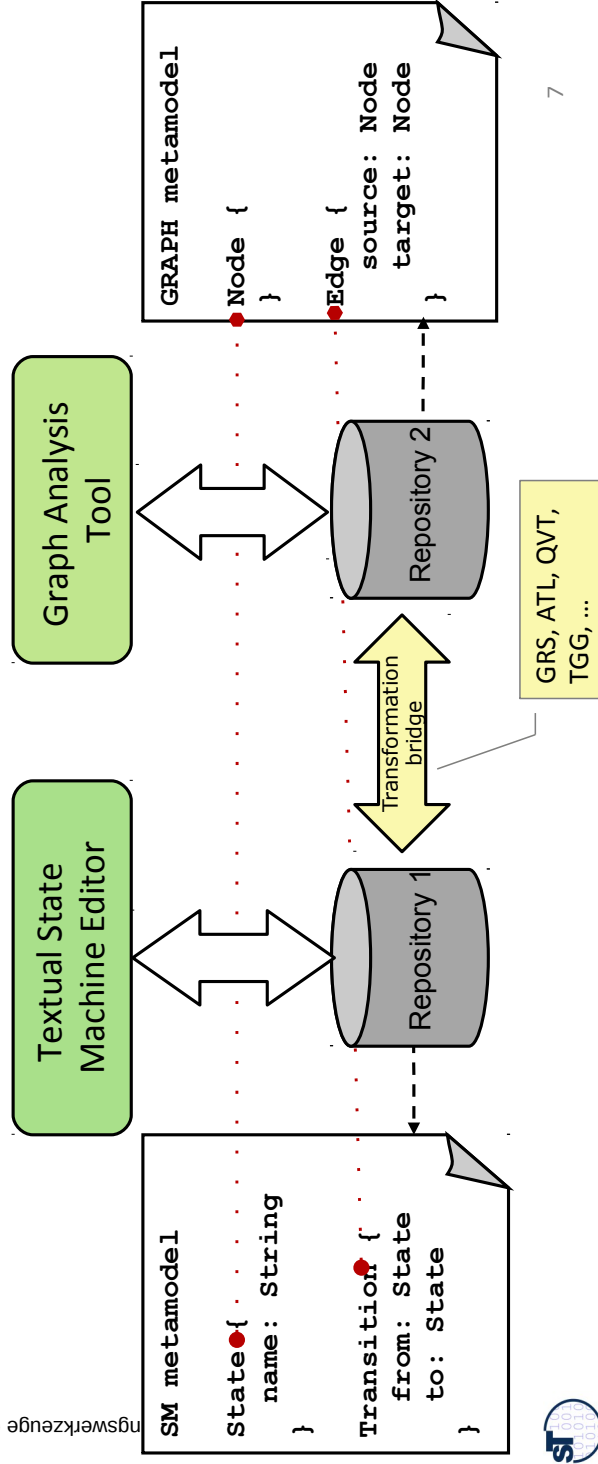 ngswerkzeuge
Textual State
Machine Editor
Graph Analysis
Tool
SM metamodel
State {
name: String
}
Transition {
from: State
to: State
}
Repository 1
Transformation
bridge
Repository 2
GRAPH metamodel
Node {
}
Edge {
source: Node
target: Node
}
GRS, ATL, QVT,
TGG, ...
ST
7